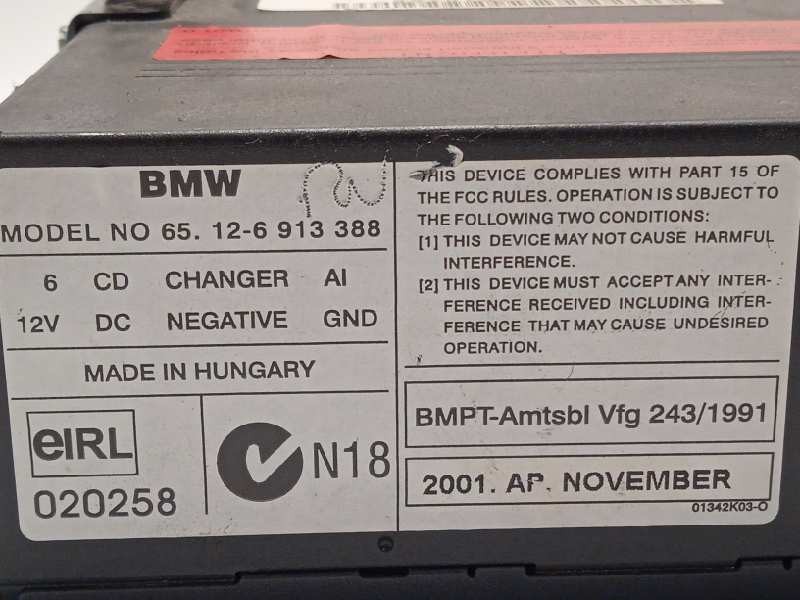 BMW
MODEL NO 65. 12-6 913 388
6 CD CHANGER AI
12V DC NEGATIVE GND
MADE IN HUNGARY
eIRL
020258
N18
THIS DEVICE COMPLIES WITH PART 15 OF
THE FCC RULES. OPERATION IS SUBJECT TO
THE FOLLOWING TWO CONDITIONS:
[1] THIS DEVICE MAY NOT CAUSE HARMFUL
INTERFERENCE.
[2] THIS DEVICE MUST ACCEPT ANY INTER-
FERENCE RECEIVED INCLUDING INTER-
FERENCE THAT MAY CAUSE UNDESIRED
OPERATION.
BMPT-Amtsbl Vfg 243/1991
2001. AP. NOVEMBER
01342K03-O